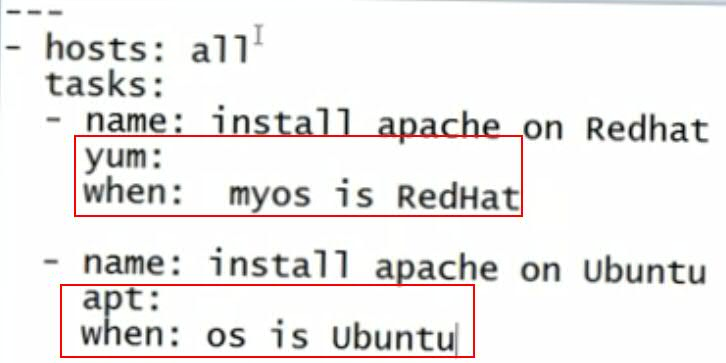 ---
- hosts: all
tasks:
- name: install apache on Redhat
yum:
when: myos is RedHat
- name: install apache on Ubuntu
apt:
when: os is Ubuntu